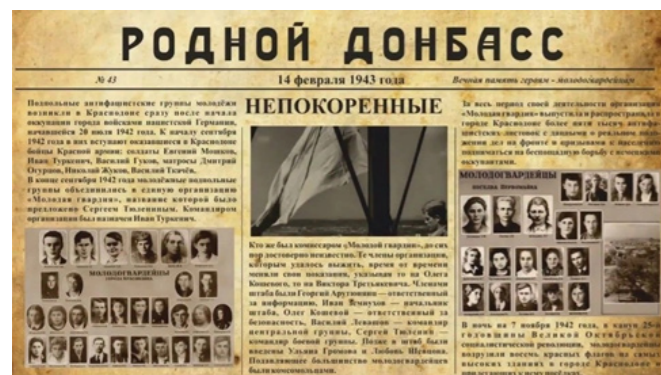 РОДНОЙ ДОНБАСС
№ 43
14 февраля 1943 года
Вечная память героям - молодогвардейцам
Подпольные антифашистские группы молодёжи
возникли в Краснодоне сразу после начала
оккупации города войсками нацистской Германии,
начавшейся 20 июля 1942 года. К началу сентября
1942 года в них вступили оказавшиеся в Краснодоне
бойцы Красной армии: солдаты Евгений Мошков,
Иван Туркенич, Василий Гуков, матросы Дмитрий
Огурцов, Николай Жуков, Василий Ткачёв.
В конце сентября 1942 года молодёжные подпольные
группы объединились в единую организацию
«Молодая гвардия», название которой было
предложено Сергеем Тюлениным. Командиром
организации был назначен Иван Туркенич.
МОЛОДОГВАРДЕЙЦЫ
НЕПОКОРЕННЫЕ
Кто же был комиссаром «Молодой гвардии», до сих
пор достоверно неизвестно. Те члены организации,
которым удалось выжить, время от времени
меняли свои показания, указывая то на Олега
Кошевого, то на Виктора Третьякевича. Членами
штаба были Георгий Арутюнянц — ответственный
за информацию, Иван Земнухов — начальник
штаба, Олег Кошевой — ответственный за
безопасность, Василий Левашов — командир
центральной группы, Сергей Тюленин —
командир боевой группы. Позже в штаб были
введены Ульяна Громова и Любовь Шевцова.
Подавляющее большинство молодогвардейцев
были комсомольцами.
За весь период своей деятельности организация
«Молодая гвардия» выпустила и распространила в
городе Краснодоне более пяти тысяч антифа-
шистских листовок с данными о реальном поло-
жении дел на фронте и призывами к населению
подниматься на беспощадную борьбу с немецкими
оккупантами.
МОЛОДОГВАРДЕЙЦЫ
ПОСЕЛКА ПЕРВОМАЙКА
В ночь на 7 ноября 1942 года, в канун 25-й
годовщины Великой Октябрьской
социалистической революции, молодогвардейцы
водрузили восемь красных флагов на самых
высоких зданиях в городе Краснодоне и
прилегающих к нему посёлках.